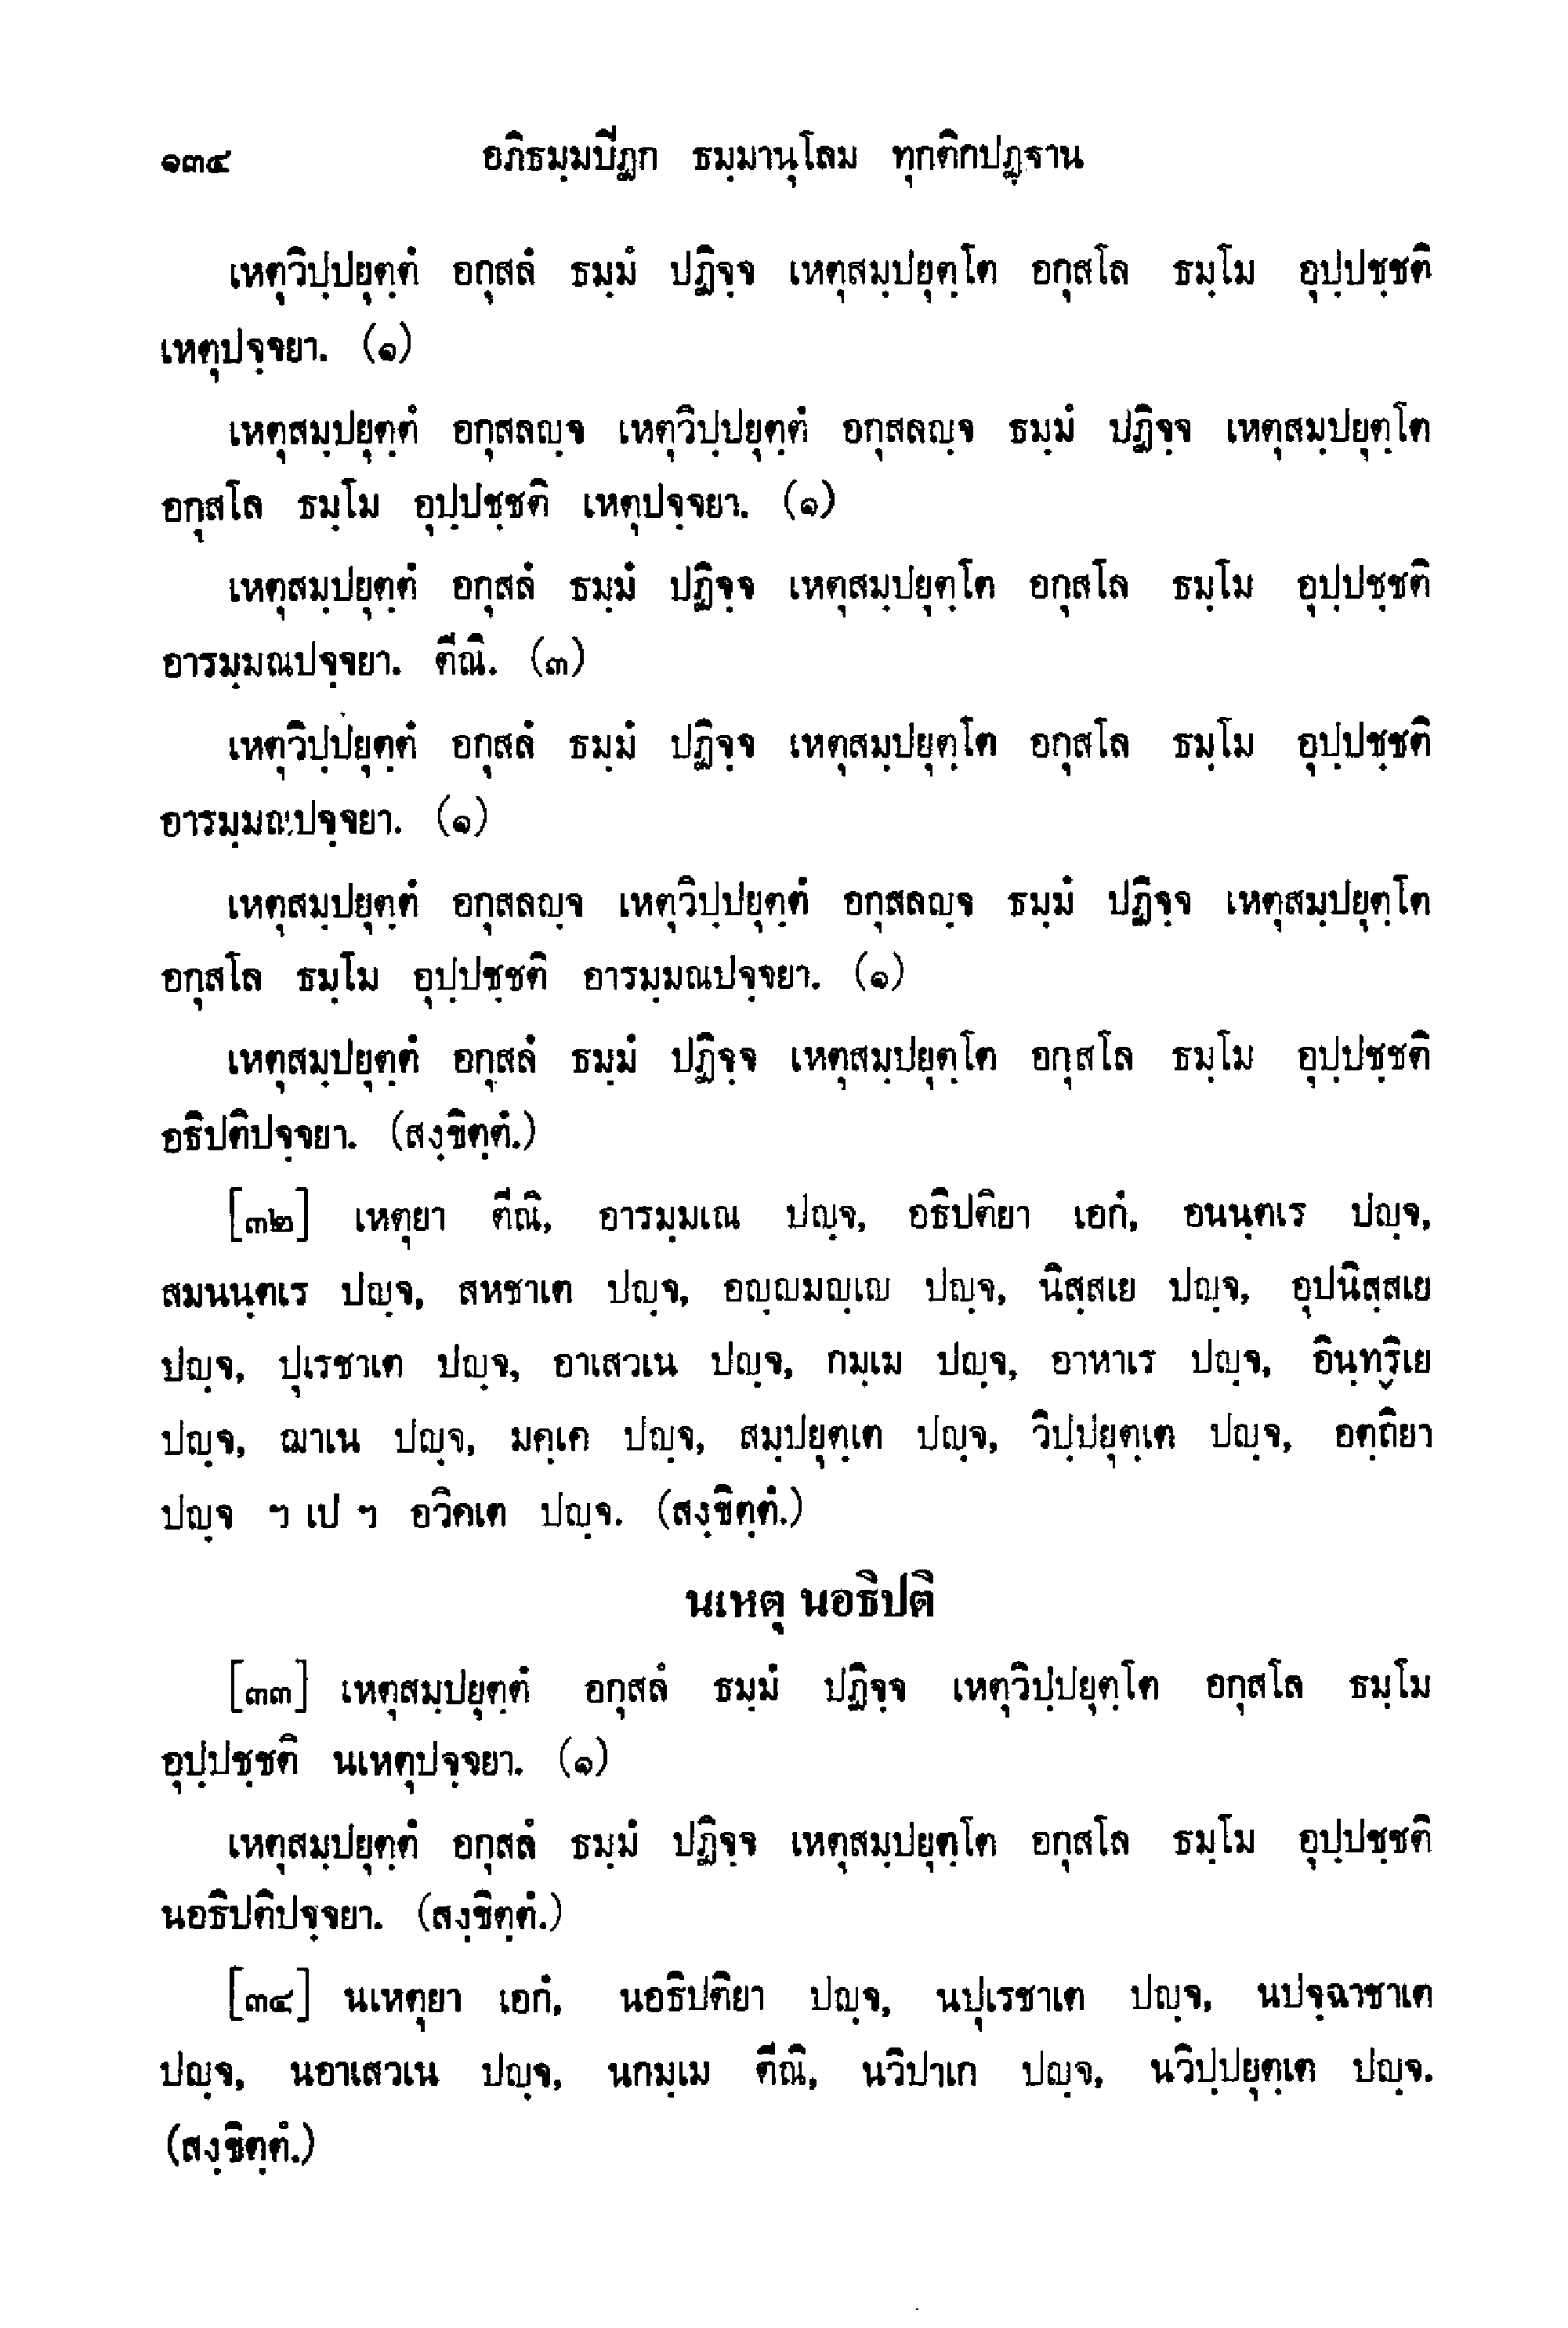 ๑๓๔ อภิธมฺมปีฏก ธมฺมานุโลม ทุกติกปฏฺฐาน
เหตุวิปฺปยุตฺตํ อกุสลํ ธมฺมํ ปฏิจฺจ เหตุสมฺปยุตฺโต อกุสโล ธมฺโม อุปฺปชฺชติ
เหตุปจฺจยา. (๑)
เหตุสมฺปยุตฺตํ อกุสลญฺจ เหตุวิปฺปยุตฺตํ อกุสลญฺจ ธมฺมํ ปฏิจฺจ เหตุสมฺปยุตฺโต
อกุสโล ธมฺโม อุปฺปชฺชติ เหตุปจฺจยา. (๑)
เหตุสมฺปยุตฺตํ อกุสลํ ธมฺมํ ปฏิจฺจ เหตุสมฺปยุตฺโต อกุสโล ธมฺโม อุปฺปชฺชติ
อารมฺมณปจฺจยา. ตีณิ. (๓)
เหตุวิปฺปยุตฺตํ อกุสลํ ธมฺมํ ปฏิจฺจ เหตุสมฺปยุตฺโต อกุสโล ธมฺโม อุปฺปชฺชติ
อารมฺมณปจฺจยา. (๑)
เหตุสมฺปยุตฺตํ อกุสลญฺจ เหตุวิปฺปยุตฺตํ อกุสลญฺจ ธมฺมํ ปฏิจฺจ เหตุสมฺปยุตฺโต
อกุสโล ธมฺโม อุปฺปชฺชติ อารมฺมณปจฺจยา. (๑)
เหตุสมฺปยุตฺตํ อกุสลํ ธมฺมํ ปฏิจฺจ เหตุสมฺปยุตฺโต อกุสโล ธมฺโม อุปฺปชฺชติ
อธิปติปจฺจยา. (สงฺขิตฺตํ.)
[๓๒] เหตุยา ตีณิ, อารมฺมเณ ปญฺจ, อธิปติยา เอกํ, อนนฺตเร ปญฺจ,
สมนนฺตเร ปญฺจ, สหชาเต ปญฺจ, อญฺญมญฺเญ ปญฺจ, นิสฺสเย ปญฺจ, อุปนิสฺสเย
ปญฺจ, ปุเรชาเต ปญฺจ, อาเสวเน ปญฺจ, กมฺเม ปญฺจ, อาหาเร ปญฺจ, อินฺทฺริเย
ปญฺจ, ฌาเน ปญฺจ, มคฺเค ปญฺจ, สมฺปยุตฺเต ปญฺจ, วิปฺปยุตฺเต ปญฺจ, อตฺถิยา
ปญฺจ ฯ เป ฯ อวิคเต ปญฺจ. (สงฺขิตฺตํ.)
นเหตุ นอธิปติ
[๓๓] เหตุสมฺปยุตฺตํ อกุสลํ ธมฺมํ ปฏิจฺจ เหตุวิปฺปยุตฺโต อกุสโล ธมฺโม
อุปฺปชฺชติ นเหตุปจฺจยา. (๑)
เหตุสมฺปยุตฺตํ อกุสลํ ธมฺมํ ปฏิจฺจ เหตุสมฺปยุตฺโต อกุสโล ธมฺโม อุปฺปชฺชติ
นอธิปติปจฺจยา. (สงฺขิตฺตํ.)
[๓๔] นเหตุยา เอกํ, นอธิปติยา ปญฺจ, นปุเรชาเต ปญฺจ, นปจฺฉาชาเต
ปญฺจ, นอาเสวเน ปญฺจ, นกมฺเม ตีณิ, นวิปาเก ปญฺจ, นวิปฺปยุตฺเต ปญฺจ.
(สงฺขิตฺตํ.)